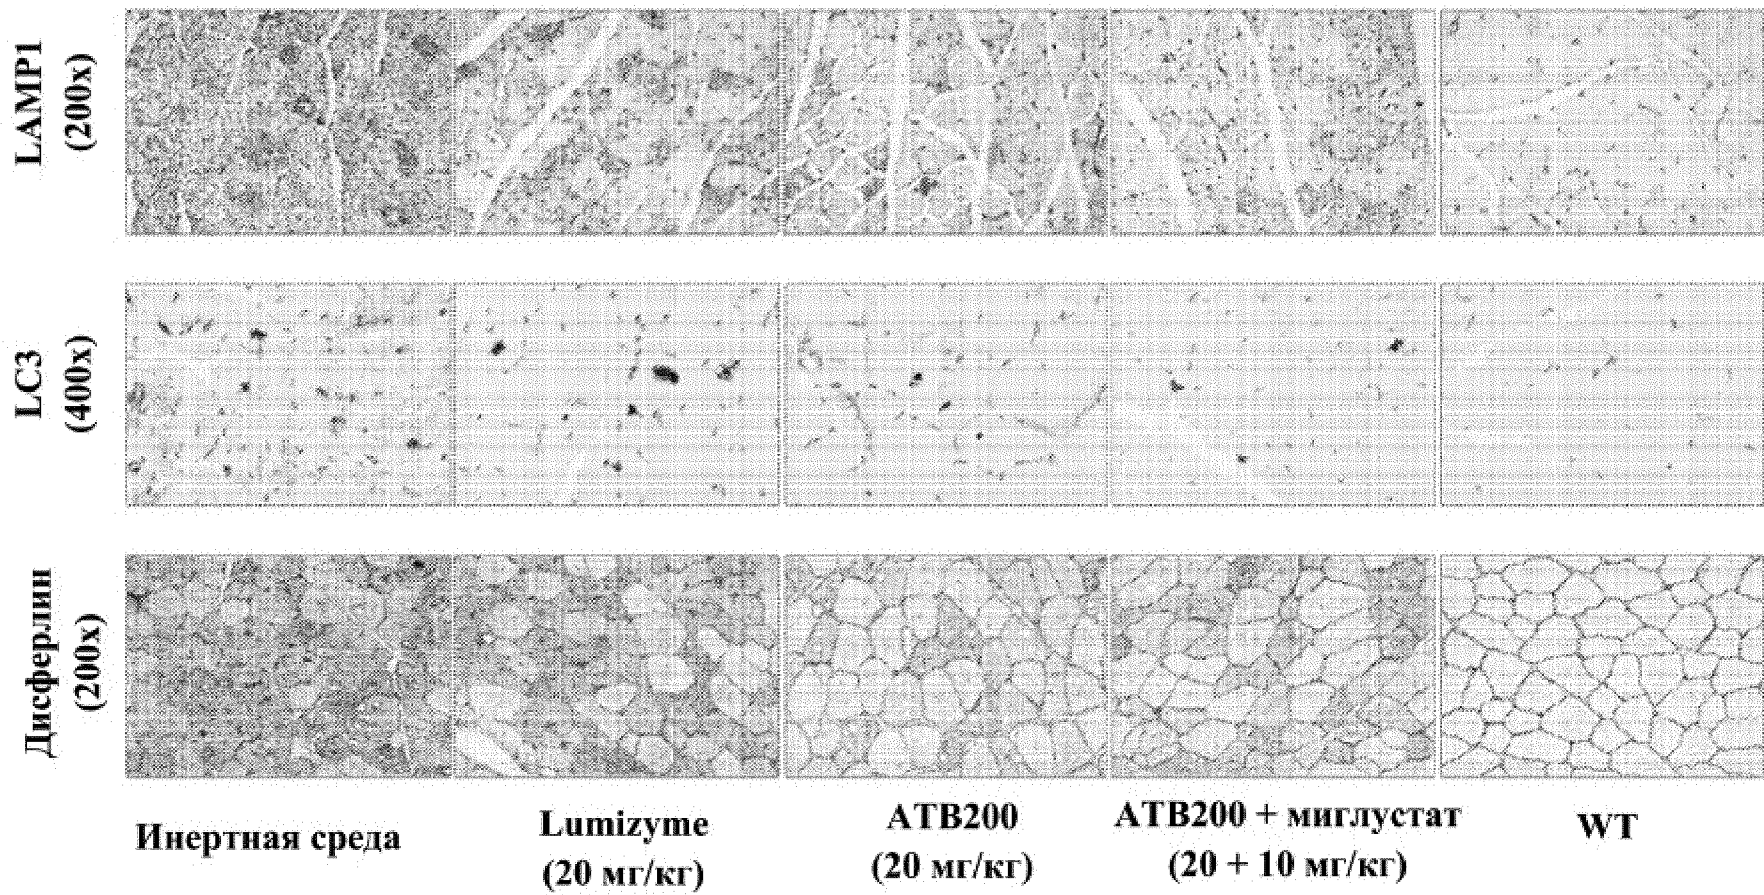 LAMP1
(200x)
LC3
(400x)
Дисферлин
(200x)
Инертная среда
Lumizyme
(20 мг/кг)
ATB200
(20 мг/кг)
ATB200 + миглустат
(20 + 10 мг/кг)
WT